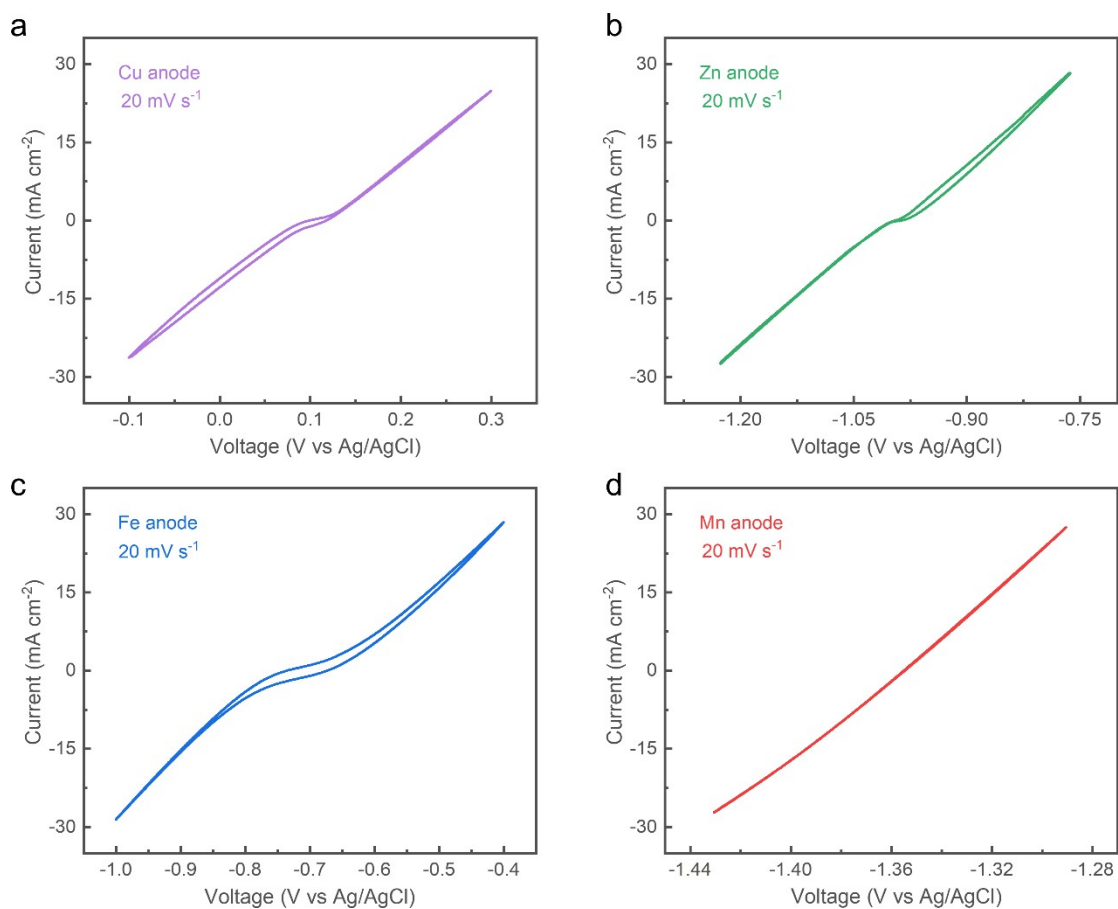 a
Cu anode
20 mV s⁻¹
30
15
0
-15
-30
Current (mA cm⁻²)
-0.1 0.0 0.1 0.2 0.3
Voltage (V vs Ag/AgCl)
b
Zn anode
20 mV s⁻¹
30
15
0
-15
-30
Current (mA cm⁻²)
-1.20 -1.05 -0.90 -0.75
Voltage (V vs Ag/AgCl)
c
Fe anode
20 mV s⁻¹
30
15
0
-15
-30
Current (mA cm⁻²)
-1.0 -0.9 -0.8 -0.7 -0.6 -0.5 -0.4
Voltage (V vs Ag/AgCl)
d
Mn anode
20 mV s⁻¹
30
15
0
-15
-30
Current (mA cm⁻²)
-1.44 -1.40 -1.36 -1.32 -1.28
Voltage (V vs Ag/AgCl)